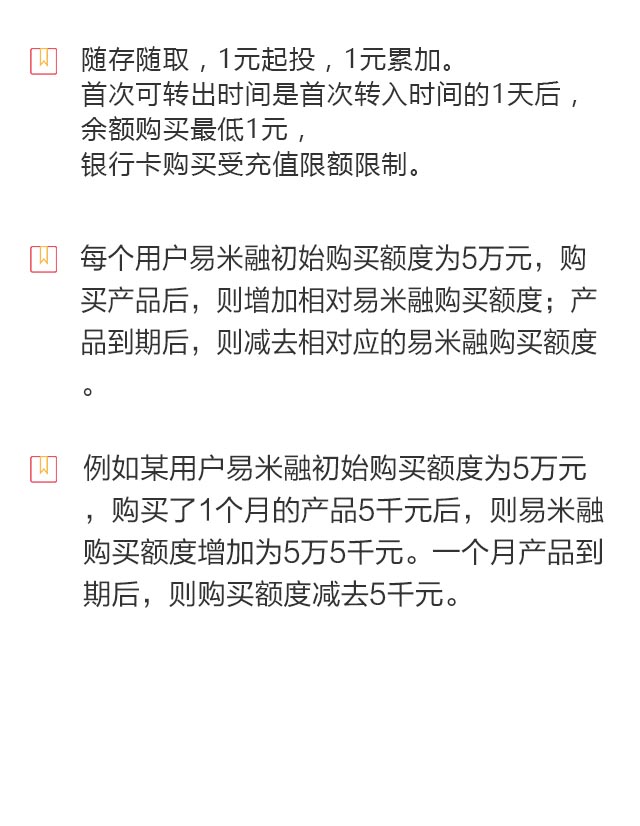 随存随取，1元起投，1元累加。
首次可转出时间是首次转入时间的1天后，
余额购买最低1元，
银行卡购买受充值限额限制。
每个用户易米融初始购买额度为5万元，购
买产品后，则增加相对易米融购买额度；产
品到期后，则减去相对应的易米融购买额度
。
例如某用户易米融初始购买额度为5万元
，购买了1个月的产品5千元后，则易米融
购买额度增加为5万5千元。一个月产品到
期后，则购买额度减去5千元。